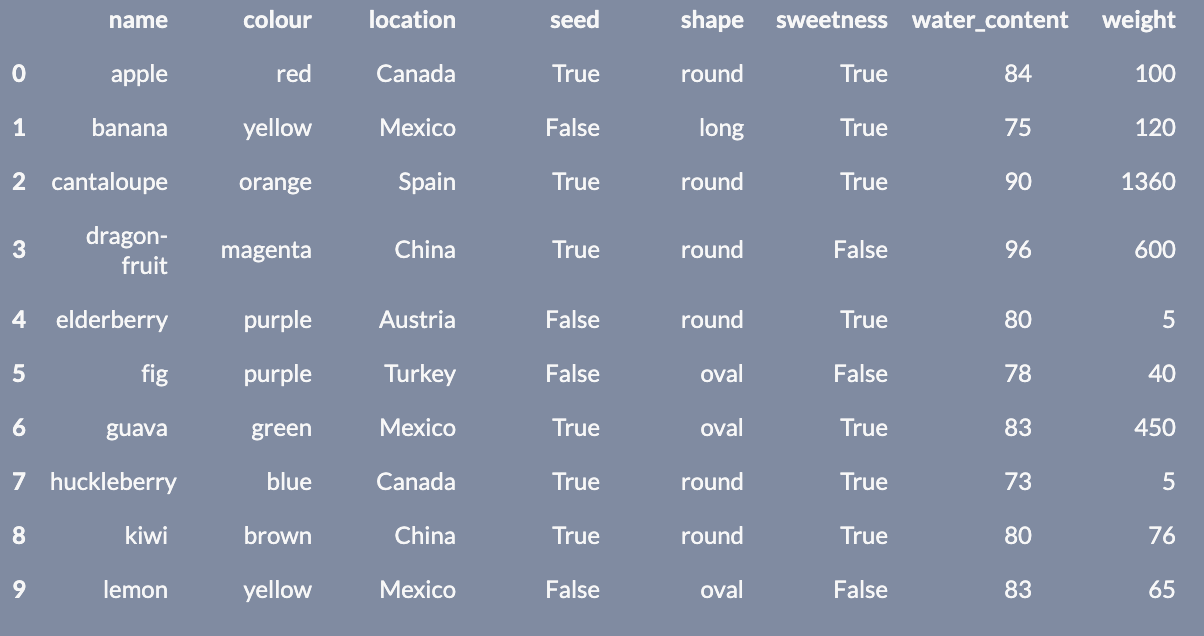 name colour location seed shape sweetness water_content weight
0 apple red Canada True round True 84 100
1 banana yellow Mexico False long True 75 120
2 cantaloupe orange Spain True round True 90 1360
3 dragon-
fruit magenta China True round False 96 600
4 elderberry purple Austria False round True 80 5
5 fig purple Turkey False oval False 78 40
6 guava green Mexico True oval True 83 450
7 huckleberry blue Canada True round True 73 5
8 kiwi brown China True round True 80 76
9 lemon yellow Mexico False oval False 83 65